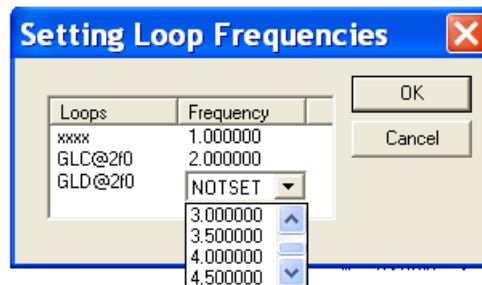 Setting Loop Frequencies
OK
Loops Frequency
Cancel
xxxx 1.000000
GLC@2f0 2.000000
GLD@2f0 NOTSET
3.000000
3.500000
4.000000
4.500000